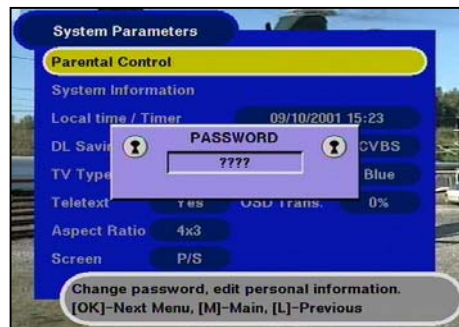 System Parameters
Parental Control
System Information
Local time / Timer 09/10/2001 15:23
DL Savi CVBS
PASSWORD
????
TV Type Blue
Teletext Yes OSD Trans. 0%
Aspect Ratio 4x3
Screen P/S
Change password, edit personal information.
[OK]-Next Menu, [M]-Main, [L]-Previous